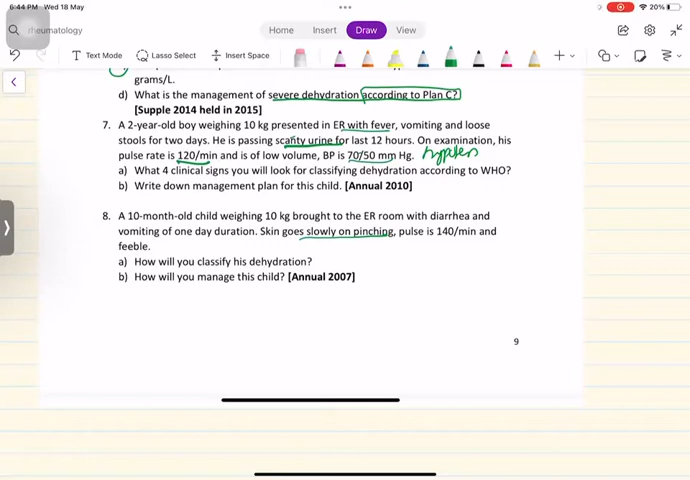 6:44 PM Wed 18 May
20%
rheumatology
Home Insert Draw View
Text Mode Lasso Select Insert Space
grams/L.
d) What is the management of severe dehydration according to Plan C?
[Supple 2014 held in 2015]
7. A 2-year-old boy weighing 10 kg presented in ER with fever, vomiting and loose
stools for two days. He is passing scanty urine for last 12 hours. On examination, his
pulse rate is 120/min and is of low volume, BP is 70/50 mm Hg.
a) What 4 clinical signs you will look for classifying dehydration according to WHO?
b) Write down management plan for this child. [Annual 2010]
8. A 10-month-old child weighing 10 kg brought to the ER room with diarrhea and
vomiting of one day duration. Skin goes slowly on pinching, pulse is 140/min and
feeble.
a) How will you classify his dehydration?
b) How will you manage this child? [Annual 2007]
9